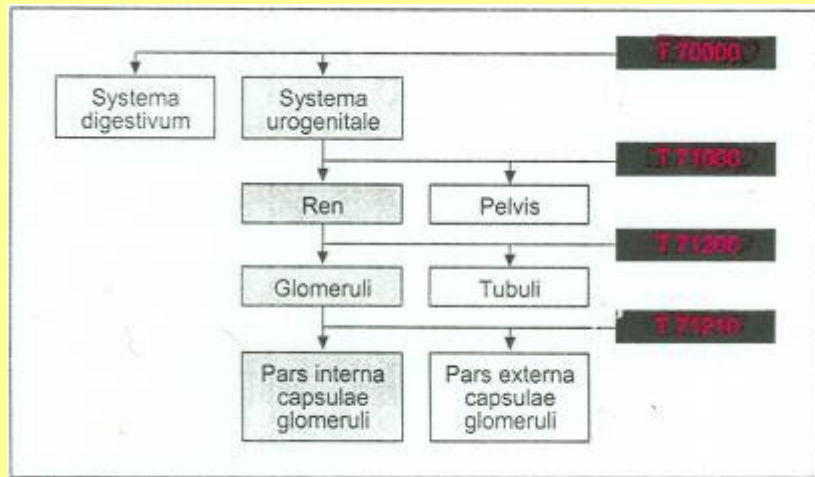 T 70000
Systema
digestivum
Systema
urogenitale
T 71000
Ren
Pelvis
T 71200
Glomeruli
Tubuli
T 71210
Pars interna
capsulae
glomeruli
Pars externa
capsulae
glomeruli